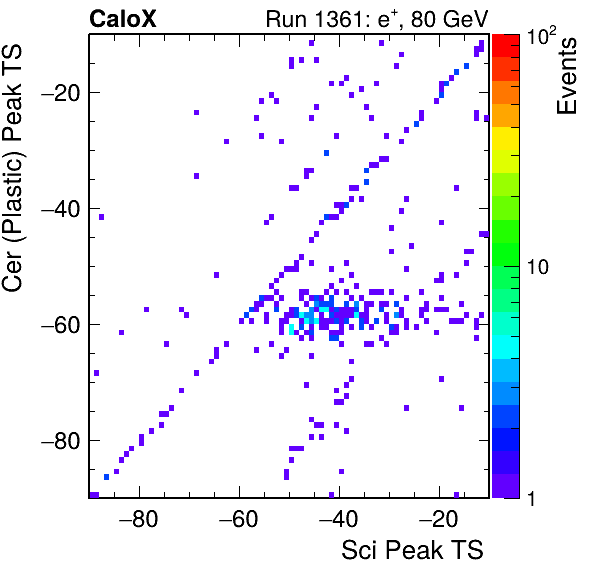 CaloX Run 1361: e⁺, 80 GeV
Cer (Plastic) Peak TS
−20
−40
−60
−80
−80 −60 −40 −20
Sci Peak TS
10²
10
1
Events